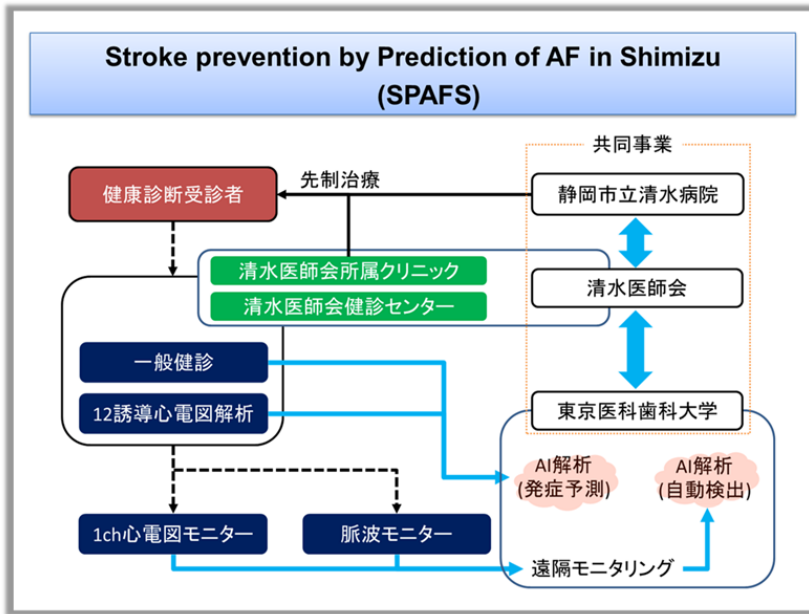 Stroke prevention by Prediction of AF in Shimizu
(SPAFS)
共同事業
健康診断受診者
先制治療
静岡市立清水病院
清水医師会所属クリニック
清水医師会健診センター
清水医師会
一般健診
12誘導心電図解析
東京医科歯科大学
AI解析
(発症予測)
AI解析
(自動検出)
1ch心電図モニター
脈波モニター
遠隔モニタリング